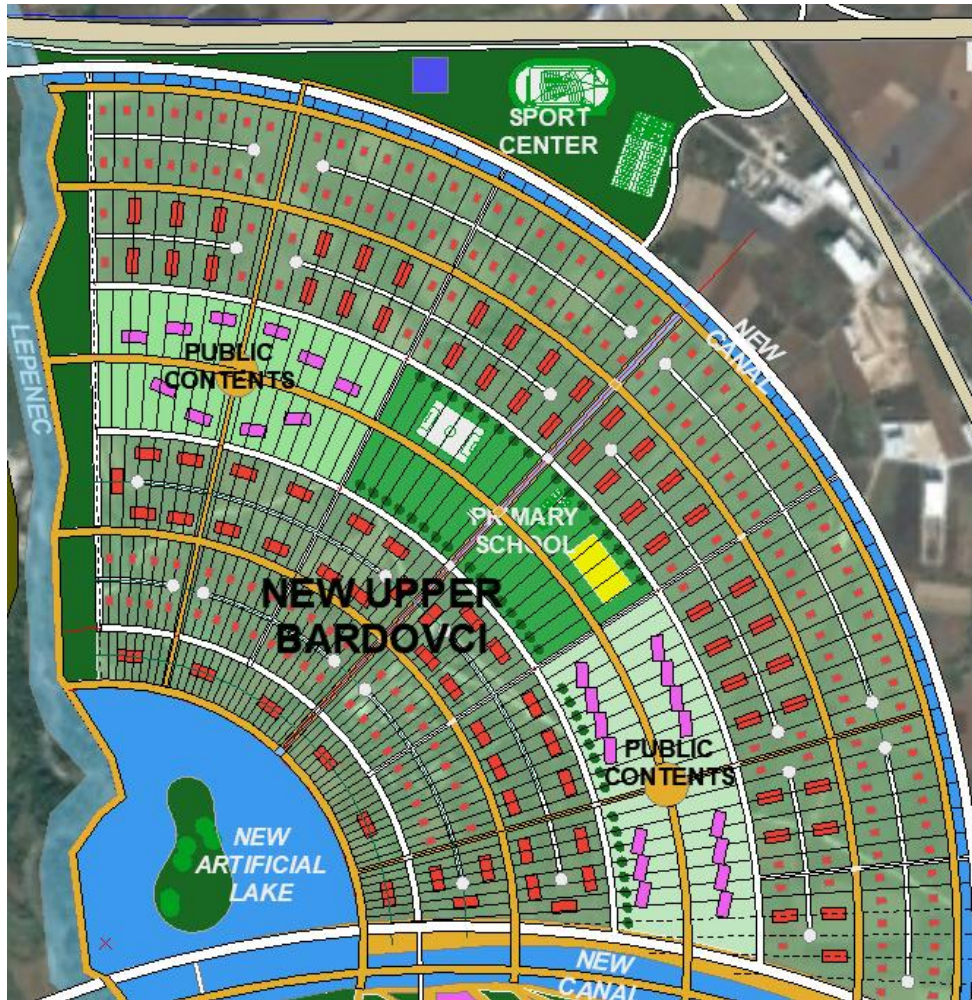 SPORT
CENTER
NEW
CANAL
LEPENEC
PUBLIC
CONTENTS
PRIMARY
SCHOOL
NEW UPPER
BARDOVCI
PUBLIC
CONTENTS
NEW
ARTIFICIAL
LAKE
NEW
CANAL